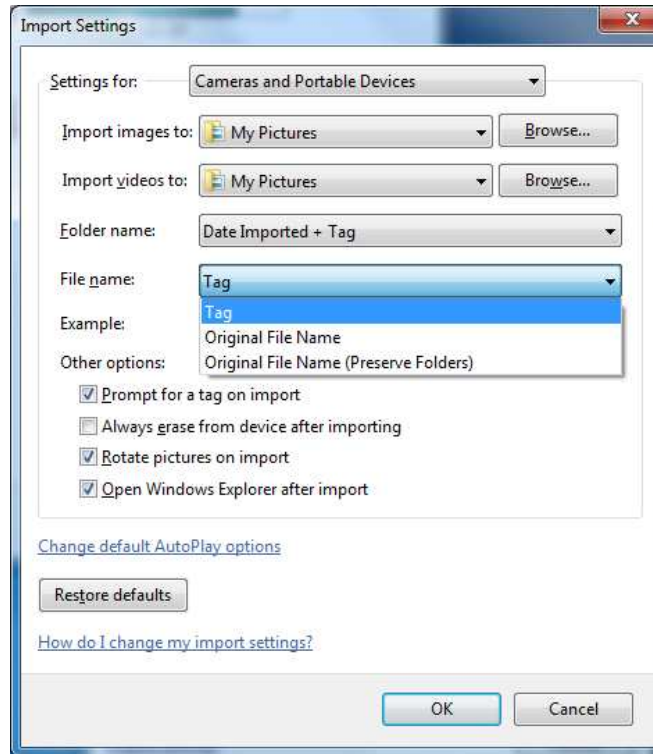 Import Settings
Settings for: Cameras and Portable Devices
Import images to: My Pictures Browse...
Import videos to: My Pictures Browse...
Folder name: Date Imported + Tag
File name: Tag
Tag
Example: Original File Name
Other options: Original File Name (Preserve Folders)
Prompt for a tag on import
Always erase from device after importing
Rotate pictures on import
Open Windows Explorer after import
Change default AutoPlay options
Restore defaults
How do I change my import settings?
OK Cancel